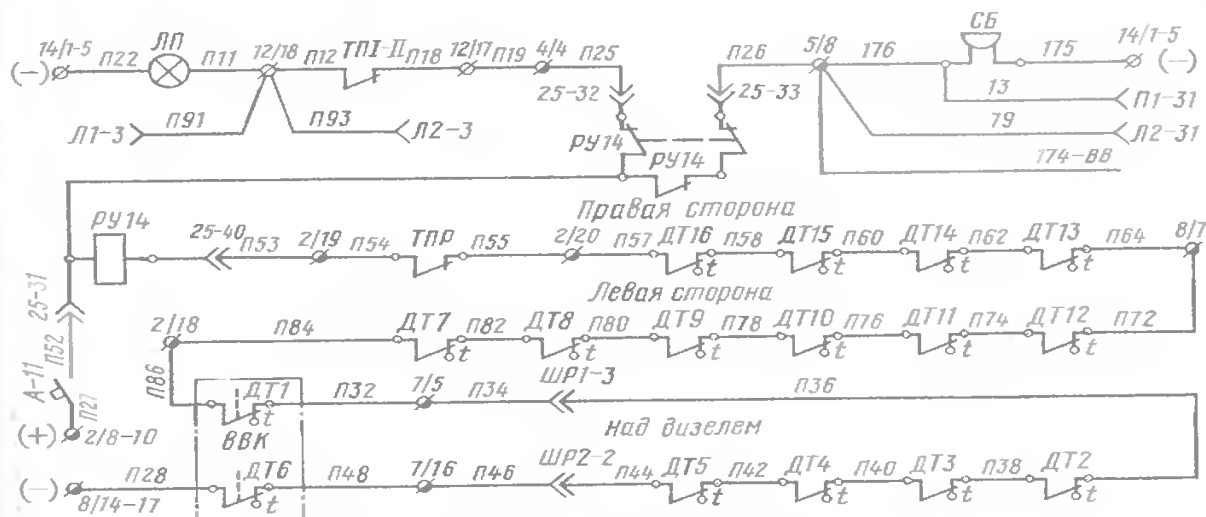 14/1-5 П22 ЛП П11 12/18 П12 ТПI-II П18 12/17 П19 4/4 П25 П26 5/8 176 СБ 175 14/1-5
(−) (−)
25-32 25-33 13 П1-31
Л1-3 П91 П93 Л2-3 РУ14 РУ14 79 Л2-31
174-ВВ
Правая сторона
РУ14 25-40 П53 2/19 П54 ТПР П55 2/20 П57 ДТ16 П58 ДТ15 П60 ДТ14 П62 ДТ13 П64 8/7
t t t t
25-31 Левая сторона
2/18 П84 ДТ7 П82 ДТ8 П80 ДТ9 П78 ДТ10 П76 ДТ11 П74 ДТ12 П72
t t t t t t
П52 А-11 П27 П86 ДТ1 П32 7/5 П34 ШР1-3 П36
t
(+) 2/8-10 ВВК над дизелем
(−) П28 ДТ6 П48 7/16 П46 ШР2-2 П44 ДТ5 П42 ДТ4 П40 ДТ3 П38 ДТ2
8/14-17 t t t t t